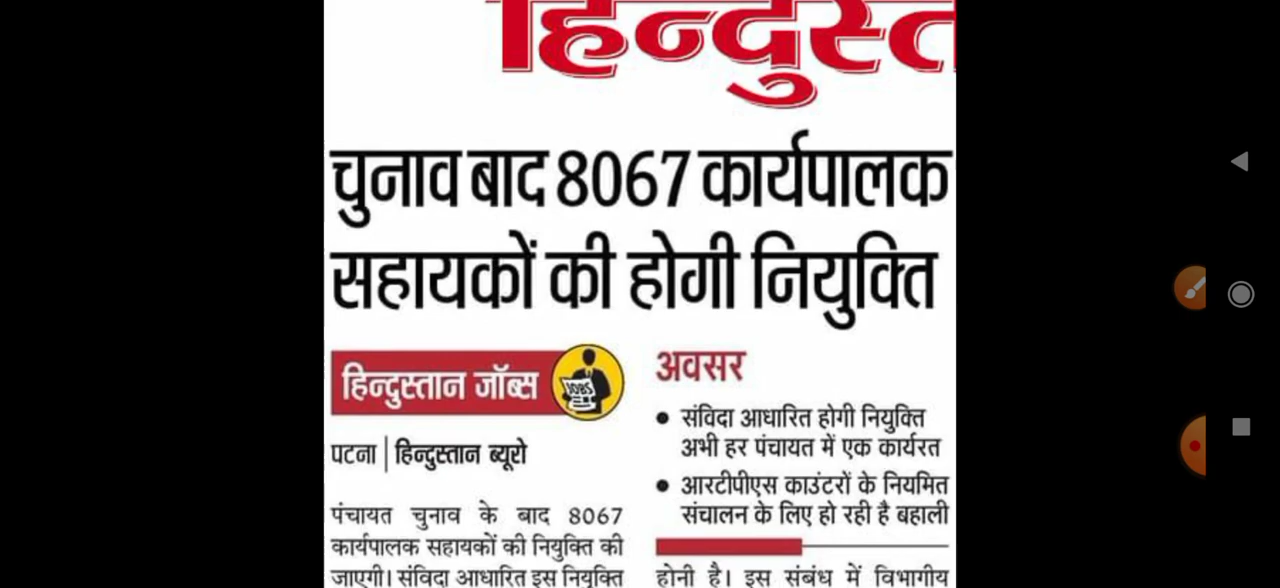 हिन्दुस्त
चुनाव बाद 8067 कार्यपालक
सहायकों की होगी नियुक्ति
हिन्दुस्तान जॉब्स
JOBS
पटना | हिन्दुस्तान ब्यूरो
पंचायत चुनाव के बाद 8067
कार्यपालक सहायकों की नियुक्ति की
जाएगी। संविदा आधारित इस नियुक्ति
अवसर
• संविदा आधारित होगी नियुक्ति
अभी हर पंचायत में एक कार्यरत
• आरटीपीएस काउंटरों के नियमित
संचालन के लिए हो रही है बहाली
होनी है। इस संबंध में विभागीय